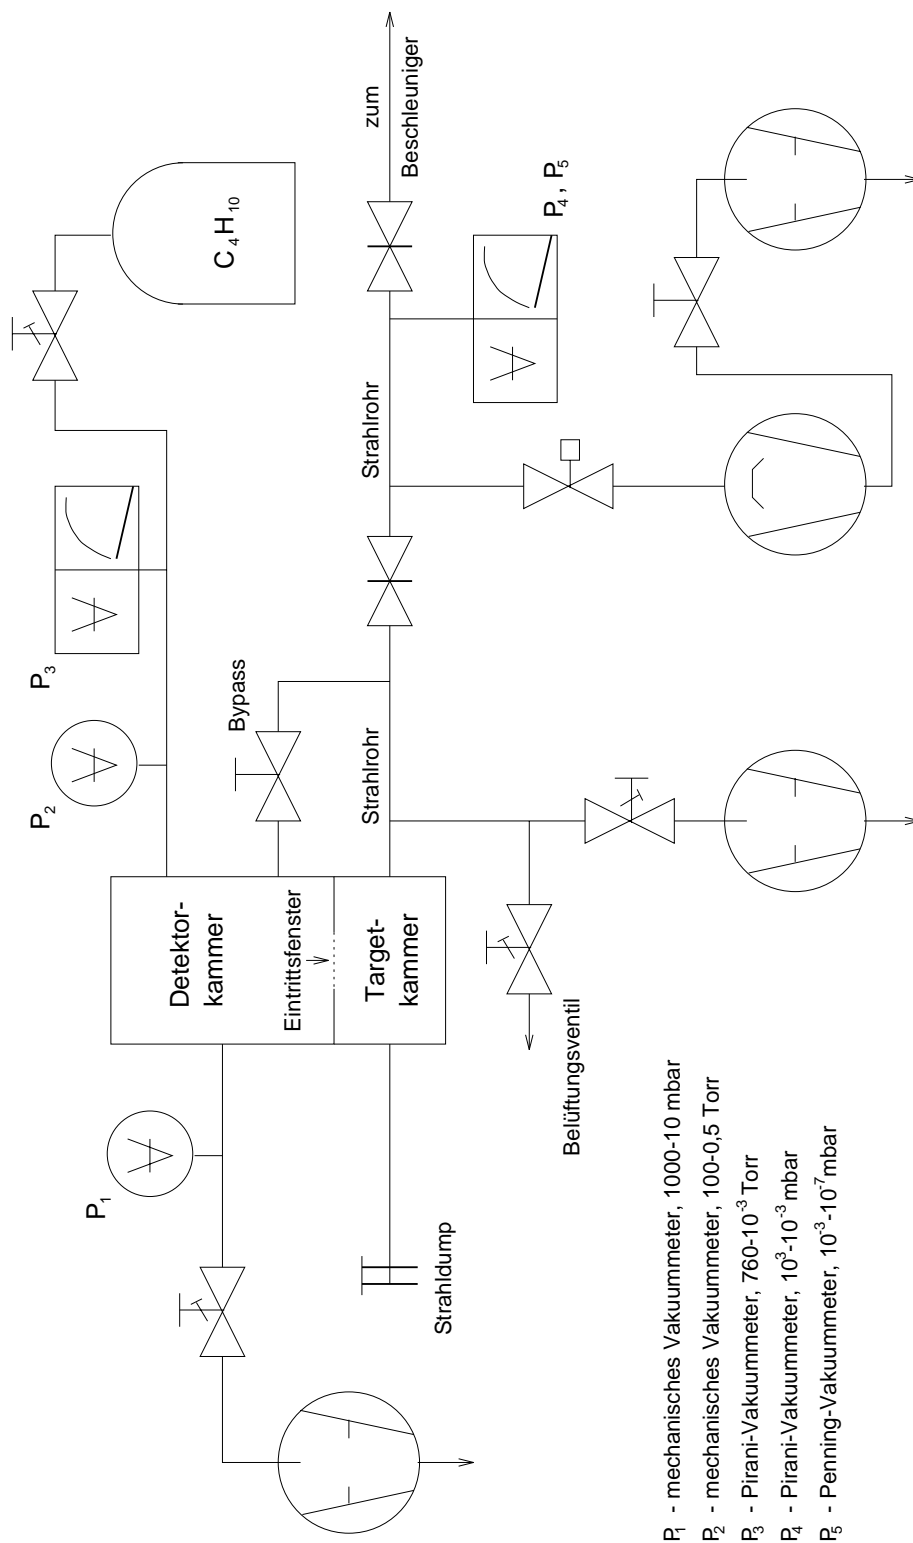 zum
Beschleuniger
C₄H₁₀
P₄ , P₅
Strahlrohr
P₃
P₂
Bypass
Strahlrohr
Detektor-
kammer
Eintrittsfenster
Target-
kammer
P₁
Strahldump
Belüftungsventil
P₁ - mechanisches Vakuummeter, 1000-10 mbar
P₂ - mechanisches Vakuummeter, 100-0,5 Torr
P₃ - Pirani-Vakuummeter, 760-10⁻³ Torr
P₄ - Pirani-Vakuummeter, 10³-10⁻³ mbar
P₅ - Penning-Vakuummeter, 10⁻³-10⁻⁷mbar